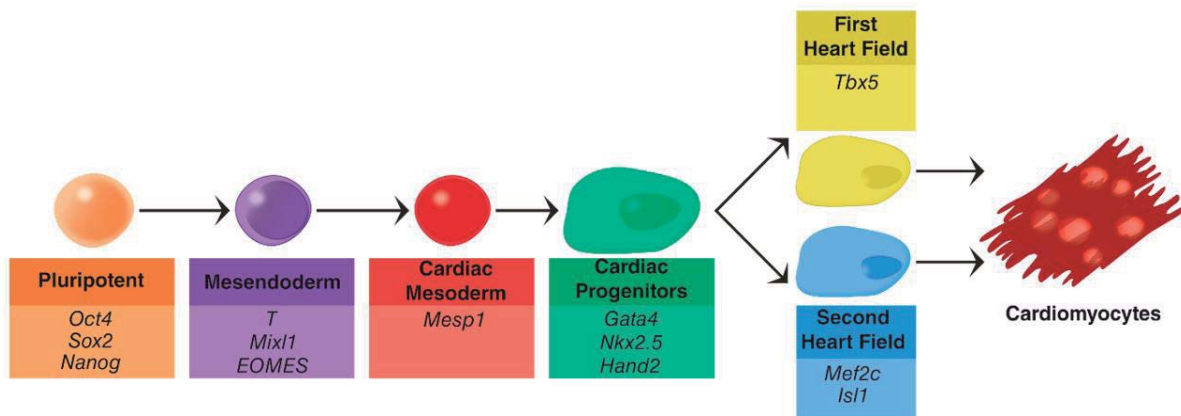 Pluripotent
Oct4
Sox2
Nanog
Mesendoderm
T
Mixl1
EOMES
Cardiac
Mesoderm
Mesp1
Cardiac
Progenitors
Gata4
Nkx2.5
Hand2
First
Heart Field
Tbx5
Second
Heart Field
Mef2c
Isl1
Cardiomyocytes